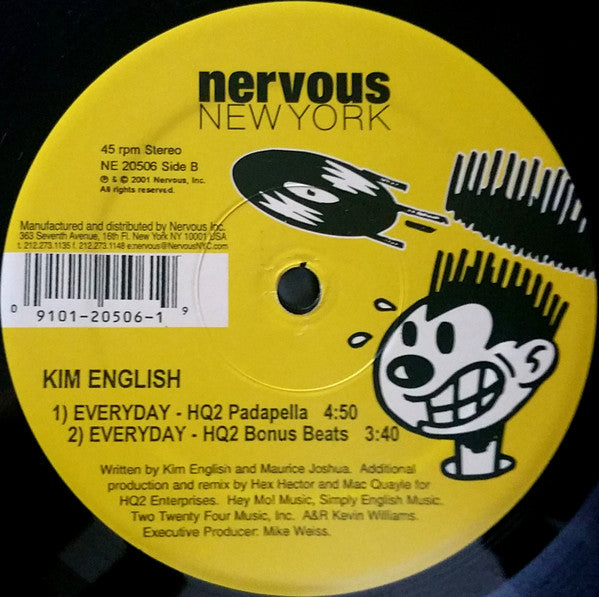 nervous
NEW YORK
45 rpm Stereo
NE 20506 Side B
℗ & © 2001 Nervous, Inc.
All rights reserved.
Manufactured and distributed by Nervous Inc.
363 Seventh Avenue, 16th Fl. New York NY 10001 USA
t. 212.273.1135 f. 212.273.1148 e:nervous@NervousNYC.com
0 9101-20506-1 9
KIM ENGLISH
1) EVERYDAY - HQ2 Padapella 4:50
2) EVERYDAY - HQ2 Bonus Beats 3:40
Written by Kim English and Maurice Joshua. Additional
production and remix by Hex Hector and Mac Quayle for
HQ2 Enterprises. Hey Mo! Music, Simply English Music,
Two Twenty Four Music, Inc. A&R Kevin Williams.
Executive Producer: Mike Weiss.